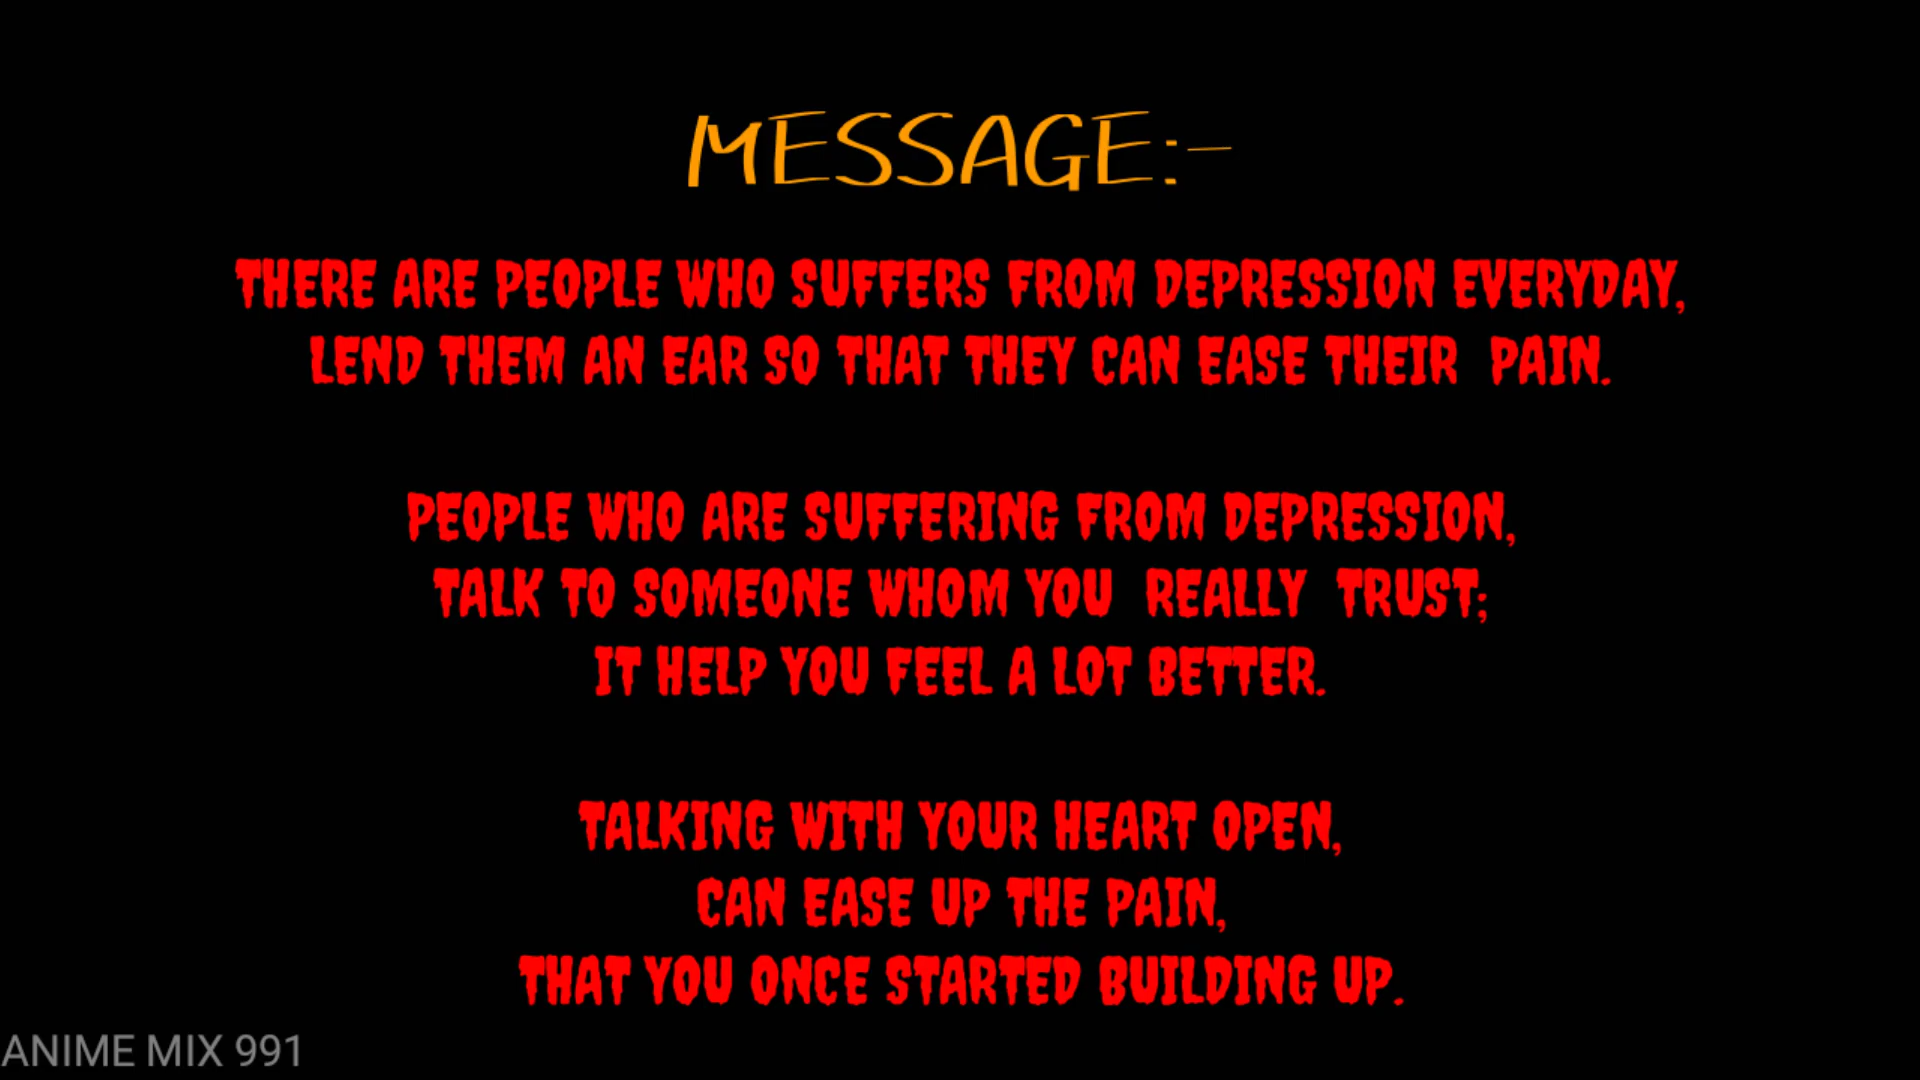 MESSAGE:-
THERE ARE PEOPLE WHO SUFFERS FROM DEPRESSION EVERYDAY,
LEND THEM AN EAR SO THAT THEY CAN EASE THEIR PAIN.
PEOPLE WHO ARE SUFFERING FROM DEPRESSION,
TALK TO SOMEONE WHOM YOU REALLY TRUST;
IT HELP YOU FEEL A LOT BETTER.
TALKING WITH YOUR HEART OPEN,
CAN EASE UP THE PAIN,
THAT YOU ONCE STARTED BUILDING UP.
ANIME MIX 991